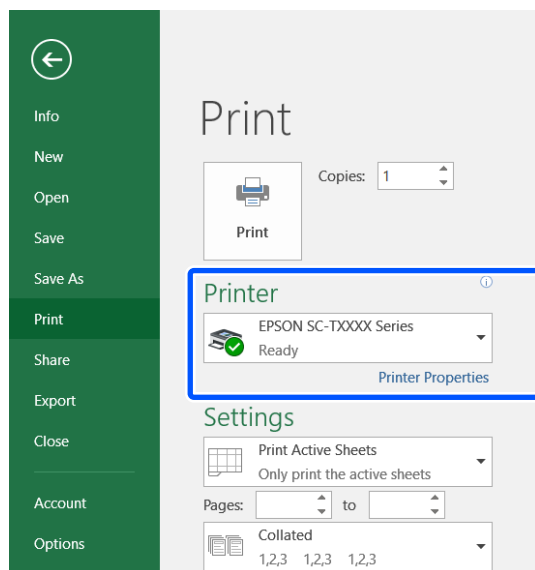 Info
New
Open
Save
Save As
Print
Share
Export
Close
Account
Options
Print
Copies: 1
Print
Printer
EPSON SC-TXXXX Series
Ready
Printer Properties
Settings
Print Active Sheets
Only print the active sheets
Pages: to
Collated
1,2,3 1,2,3 1,2,3